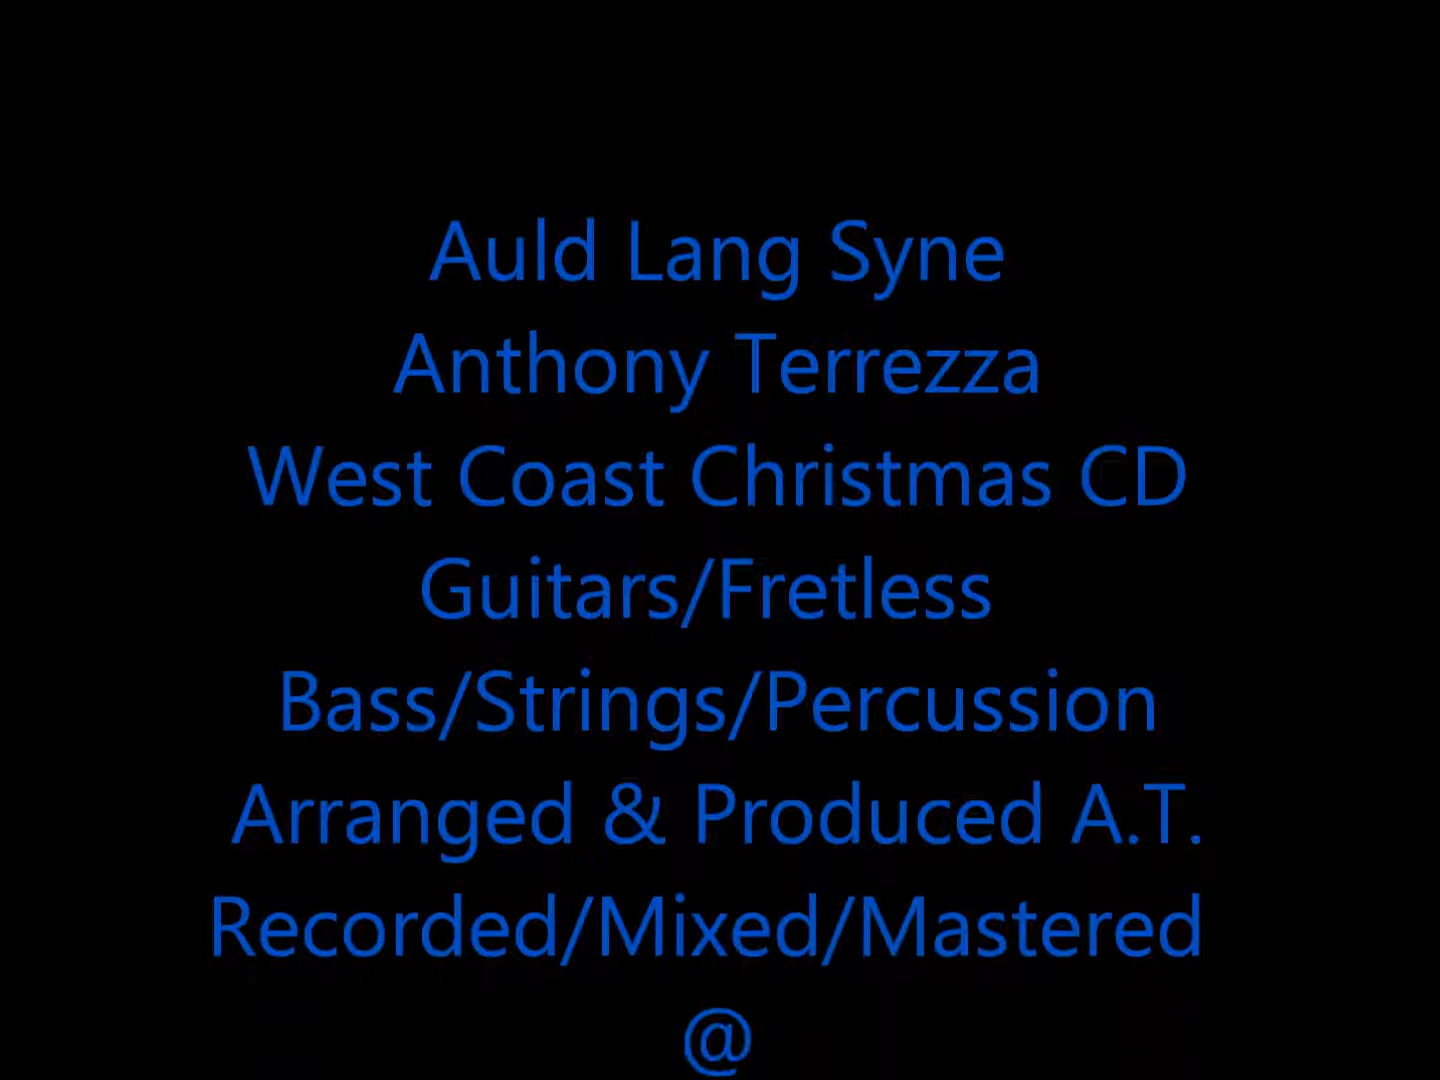 Auld Lang Syne
Anthony Terrezza
West Coast Christmas CD
Guitars/Fretless
Bass/Strings/Percussion
Arranged & Produced A.T.
Recorded/Mixed/Mastered
@